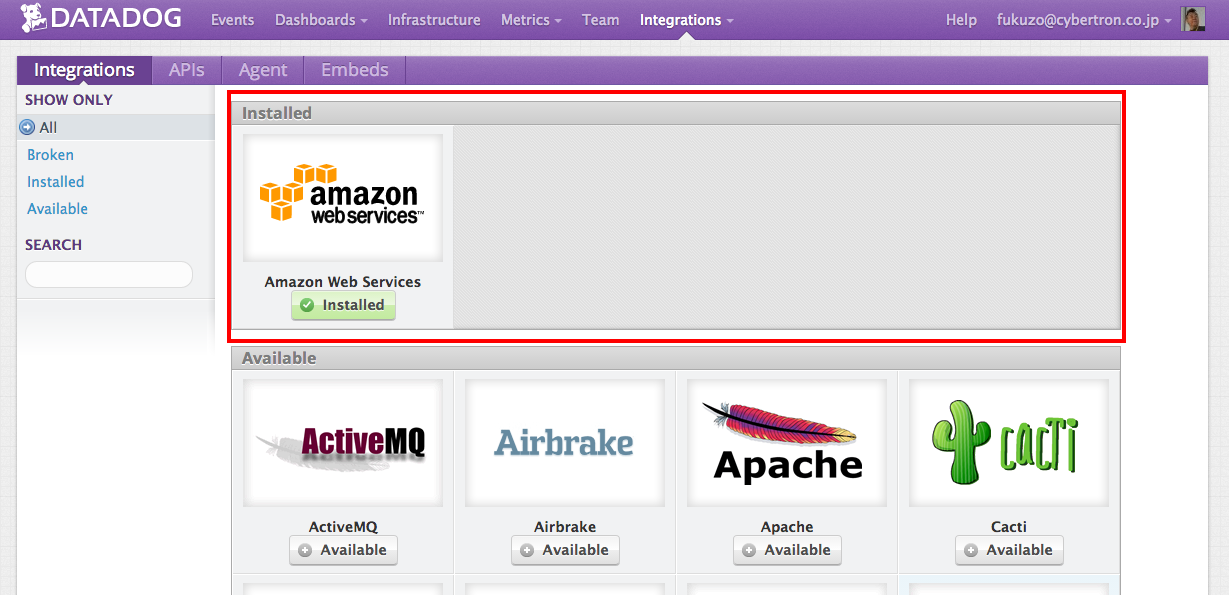 DATADOG Events Dashboards Infrastructure Metrics Team Integrations Help fukuzo@cybertron.co.jp
Integrations APIs Agent Embeds
SHOW ONLY
All
Broken
Installed
Available
SEARCH
Installed
amazon
web services™
Amazon Web Services
Installed
Available
ActiveMQ Airbrake Apache cacti
ActiveMQ Airbrake Apache Cacti
Available Available Available Available